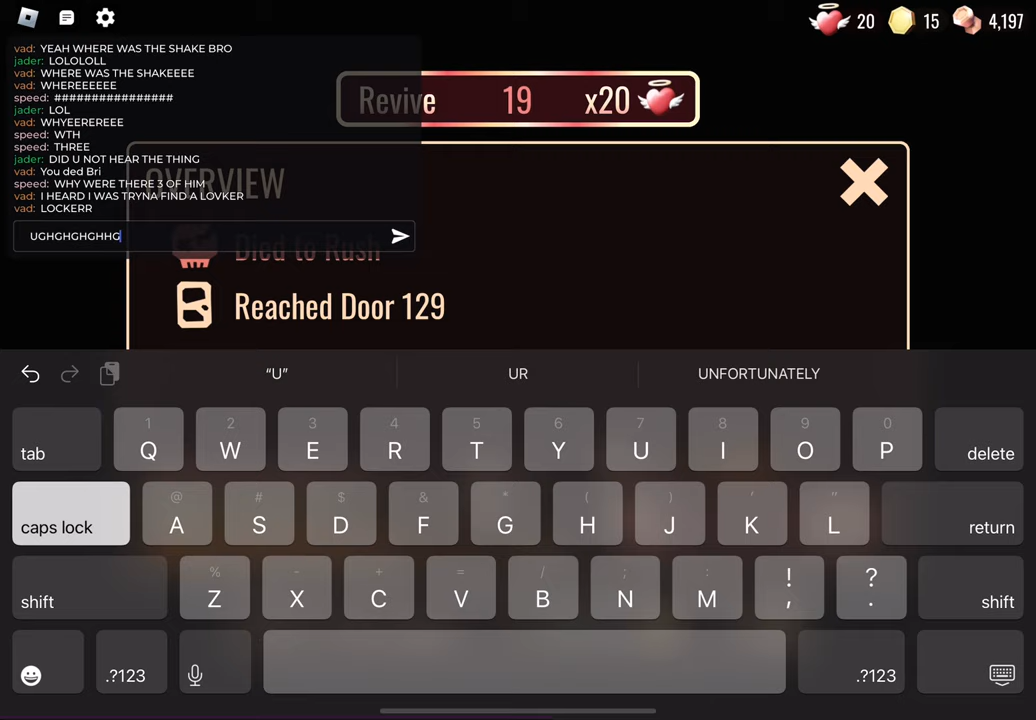 20 15 4,197
vad: YEAH WHERE WAS THE SHAKE BRO
jader: LOLOLOLL
vad: WHERE WAS THE SHAKEEEE
vad: WHEREEEEEE
speed: ################
jader: LOL
vad: WHYEEREREEE
speed: WTH
speed: THREE
jader: DID U NOT HEAR THE THING
vad: You ded Bri
speed: WHY WERE THERE 3 OF HIM
vad: I HEARD I WAS TRYNA FIND A LOVKER
vad: LOCKERR
UGHGHGHGHHG
Revive 19 x20
OVERVIEW
Died to Rush
Reached Door 129
“U” UR UNFORTUNATELY
1 2 3 4 5 6 7 8 9 0
tab Q W E R T Y U I O P delete
@ # $ & * ( ) ' "
caps lock A S D F G H J K L return
% - + = / ; : ! ?
shift Z X C V B N M , . shift
.?123 .?123